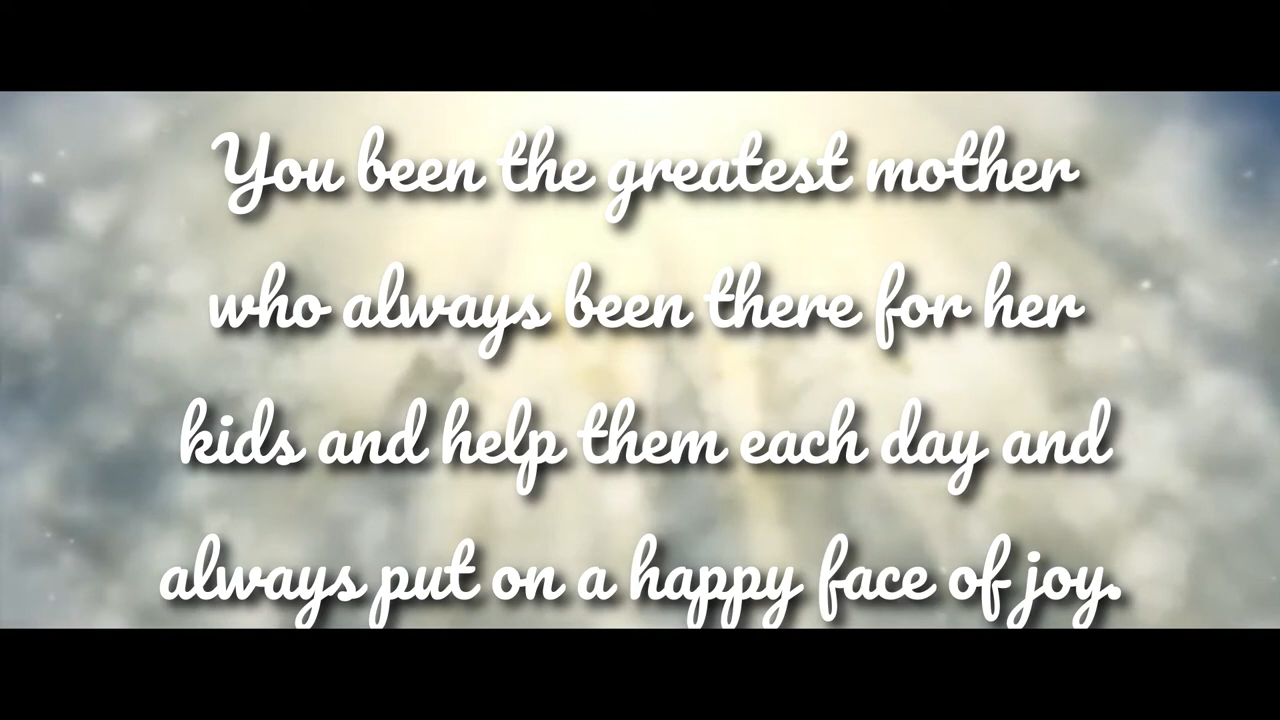 You been the greatest mother
who always been there for her
kids and help them each day and
always put on a happy face of joy.